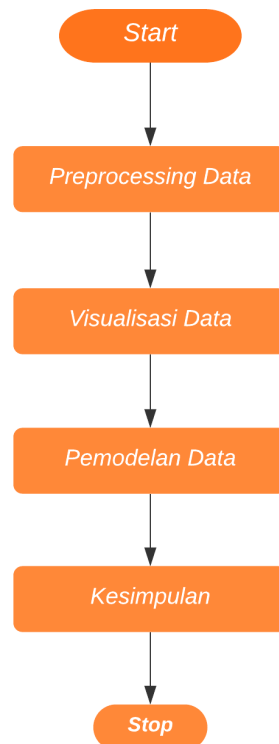 Start
Preprocessing Data
Visualisasi Data
Pemodelan Data
Kesimpulan
Stop